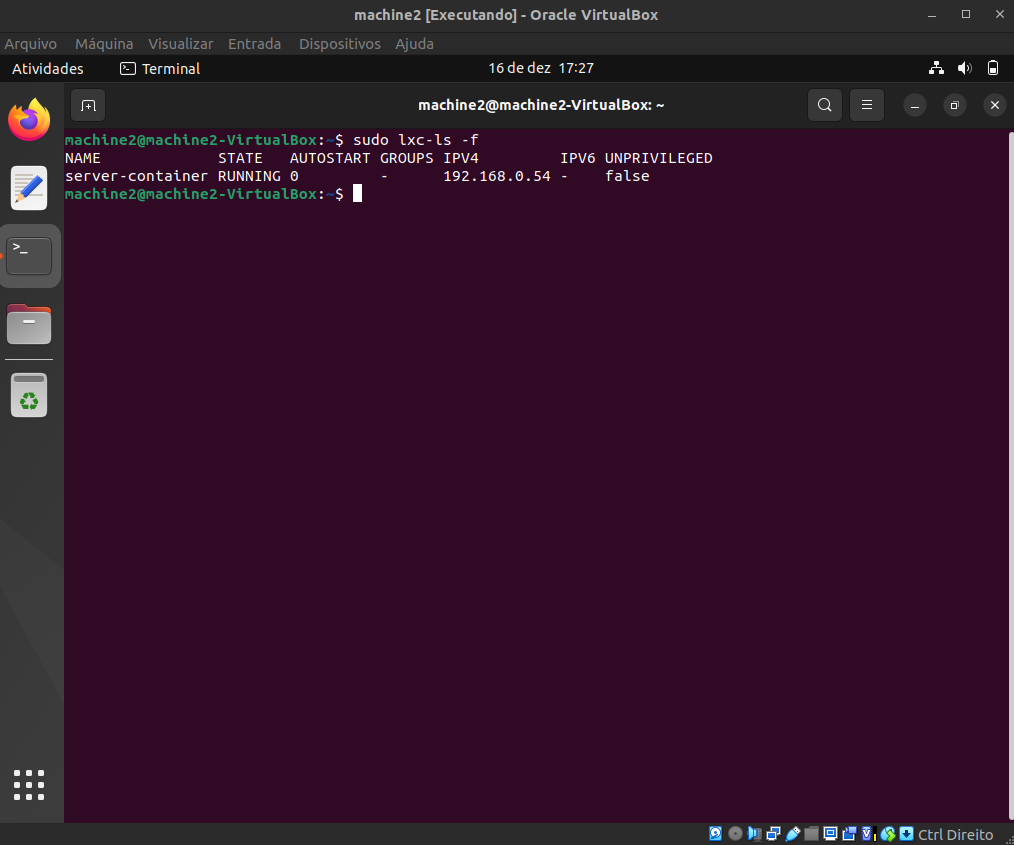 machine2 [Executando] - Oracle VirtualBox
Arquivo Máquina Visualizar Entrada Dispositivos Ajuda
Atividades Terminal 16 de dez 17:27
machine2@machine2-VirtualBox: ~
machine2@machine2-VirtualBox:~$ sudo lxc-ls -f
NAME STATE AUTOSTART GROUPS IPV4 IPV6 UNPRIVILEGED
server-container RUNNING 0 - 192.168.0.54 - false
machine2@machine2-VirtualBox:~$
Ctrl Direito